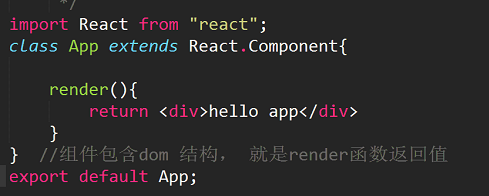 */
import React from "react";
class App extends React.Component{
render(){
return <div>hello app</div>
}
} //组件包含dom 结构， 就是render函数返回值
export default App;